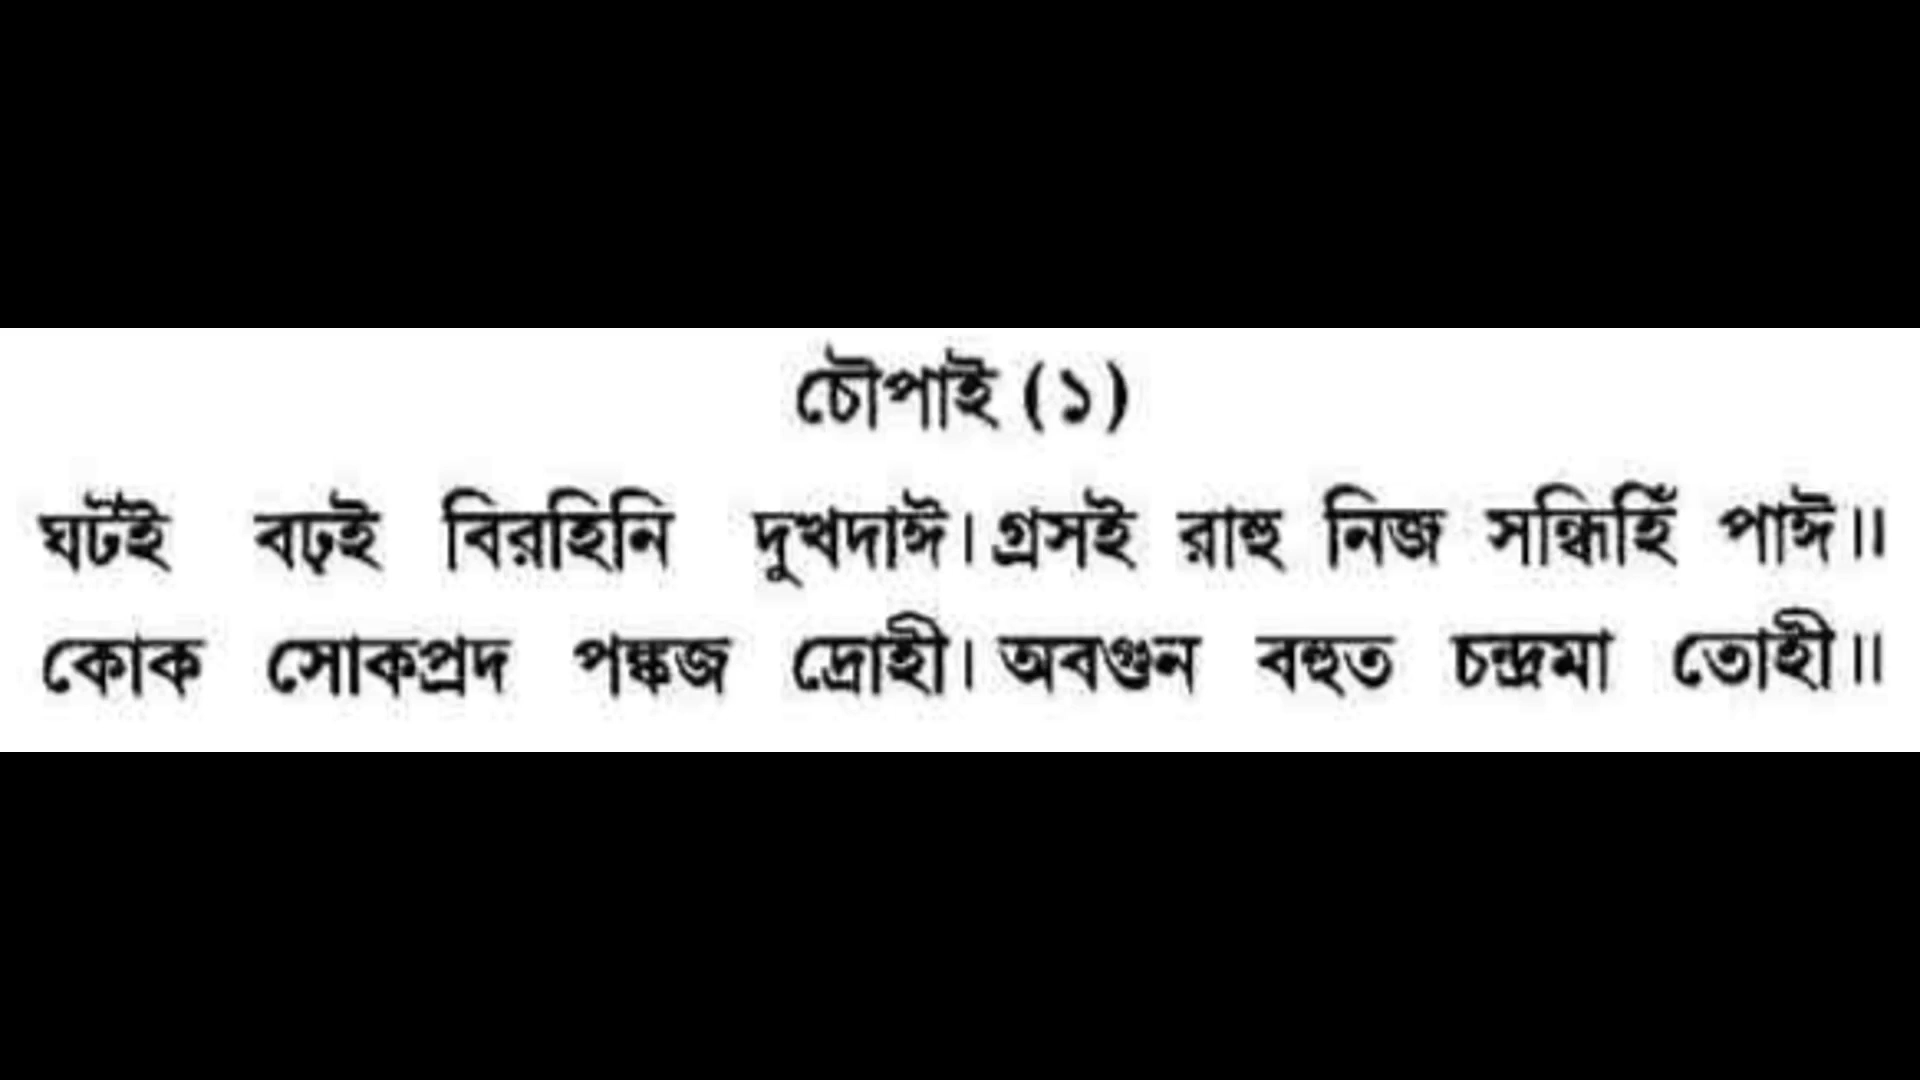 চৌপাই (১)
ঘটই বঢ়ই বিরহিনি দুখদাঈ। গ্রসই রাহু নিজ সন্ধিহিঁ পাঈ॥
কোক সোকপ্রদ পঙ্কজ দ্রোহী। অবগুন বহুত চন্দ্রমা তোহী॥